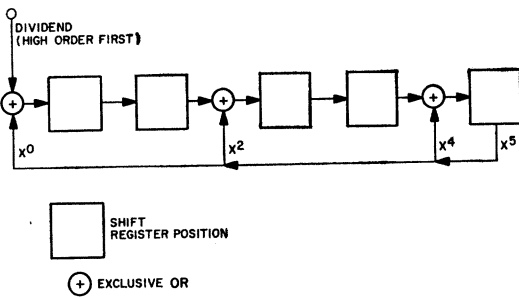 DIVIDEND
(HIGH ORDER FIRST)
X⁰
X²
X⁴
X⁵
SHIFT
REGISTER POSITION
EXCLUSIVE OR